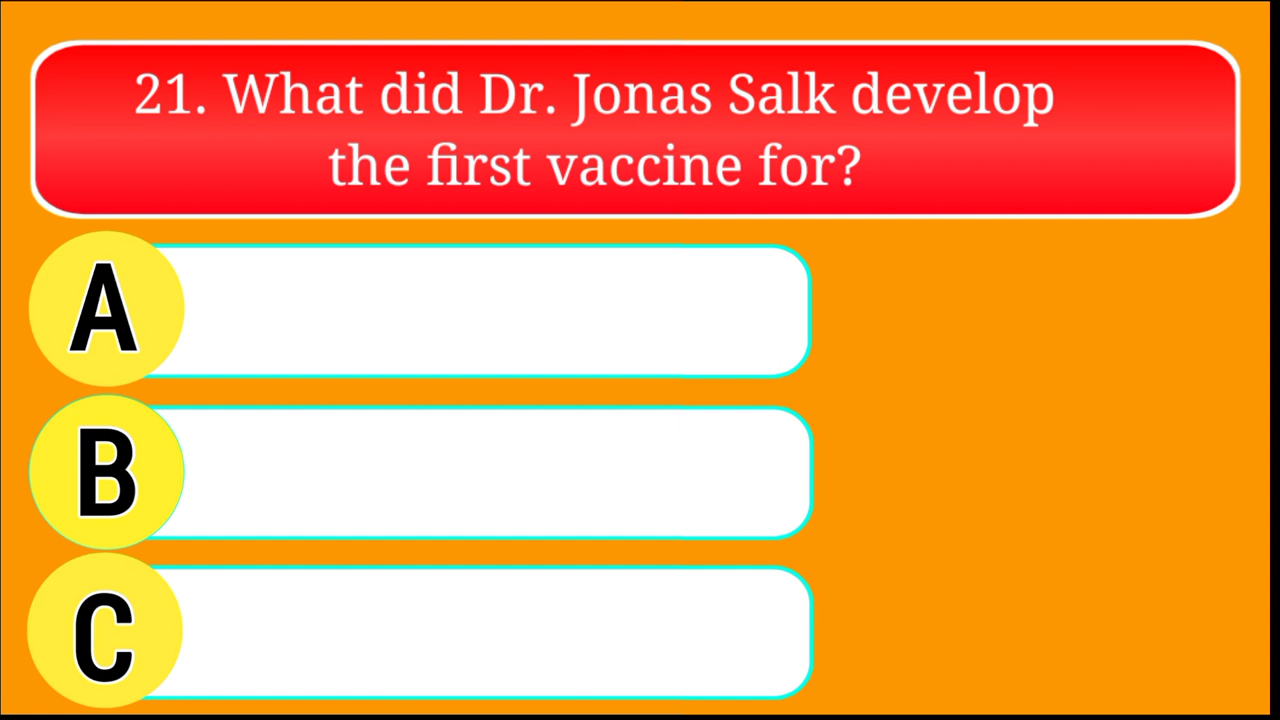 21. What did Dr. Jonas Salk develop
the first vaccine for?
A
B
C